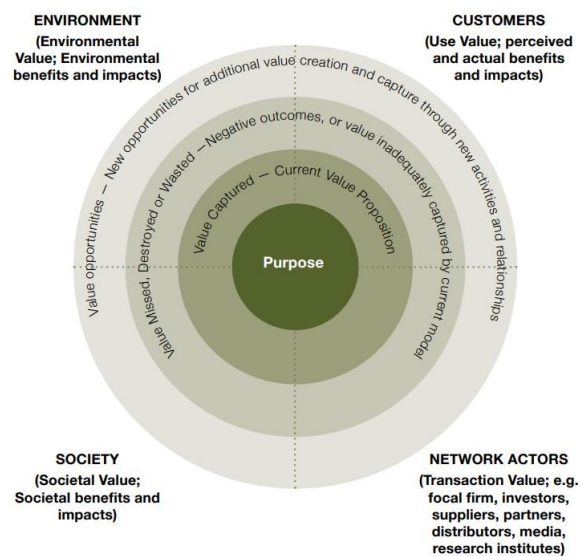 ENVIRONMENT
(Environmental
Value; Environmental
benefits and impacts)
CUSTOMERS
(Use Value; perceived
and actual benefits
and impacts)
Value opportunities — New opportunities for additional value creation and capture through new activities and relationships
Value Missed, Destroyed or Wasted —Negative outcomes, or value inadequately captured by current model
Value Captured — Current Value Proposition
Purpose
SOCIETY
(Societal Value;
Societal benefits and
impacts)
NETWORK ACTORS
(Transaction Value; e.g.
focal firm, investors,
suppliers, partners,
distributors, media,
research institutes)